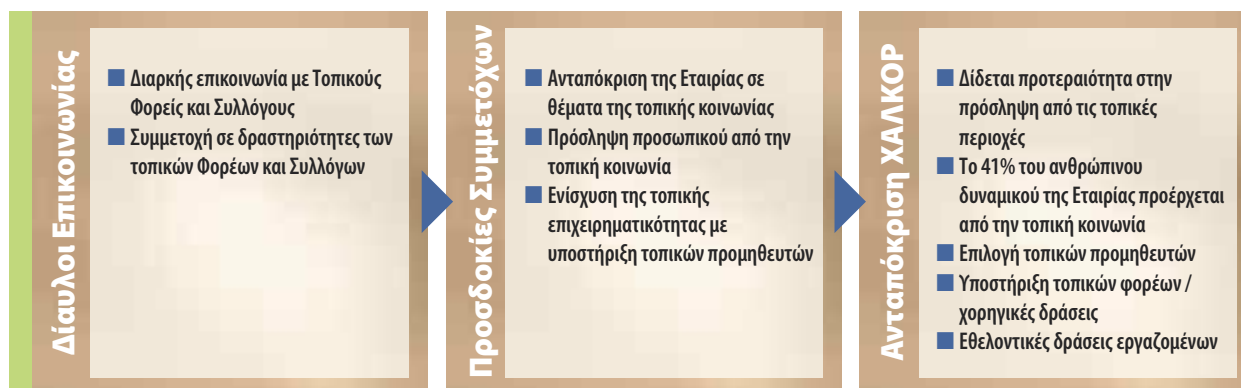 Δίαυλοι Επικοινωνίας
■ Διαρκής επικοινωνία με Τοπικούς
Φορείς και Συλλόγους
■ Συμμετοχή σε δραστηριότητες των
τοπικών Φορέων και Συλλόγων
Προσδοκίες Συμμετόχων
■ Ανταπόκριση της Εταιρίας σε
θέματα της τοπικής κοινωνίας
■ Πρόσληψη προσωπικού από την
τοπική κοινωνία
■ Ενίσχυση της τοπικής
επιχειρηματικότητας με
υποστήριξη τοπικών προμηθευτών
Ανταπόκριση ΧΑΛΚΟΡ
■ Δίδεται προτεραιότητα στην
πρόσληψη από τις τοπικές
περιοχές
■ Το 41% του ανθρώπινου
δυναμικού της Εταιρίας προέρχεται
από την τοπική κοινωνία
■ Επιλογή τοπικών προμηθευτών
■ Υποστήριξη τοπικών φορέων /
χορηγικές δράσεις
■ Εθελοντικές δράσεις εργαζομένων